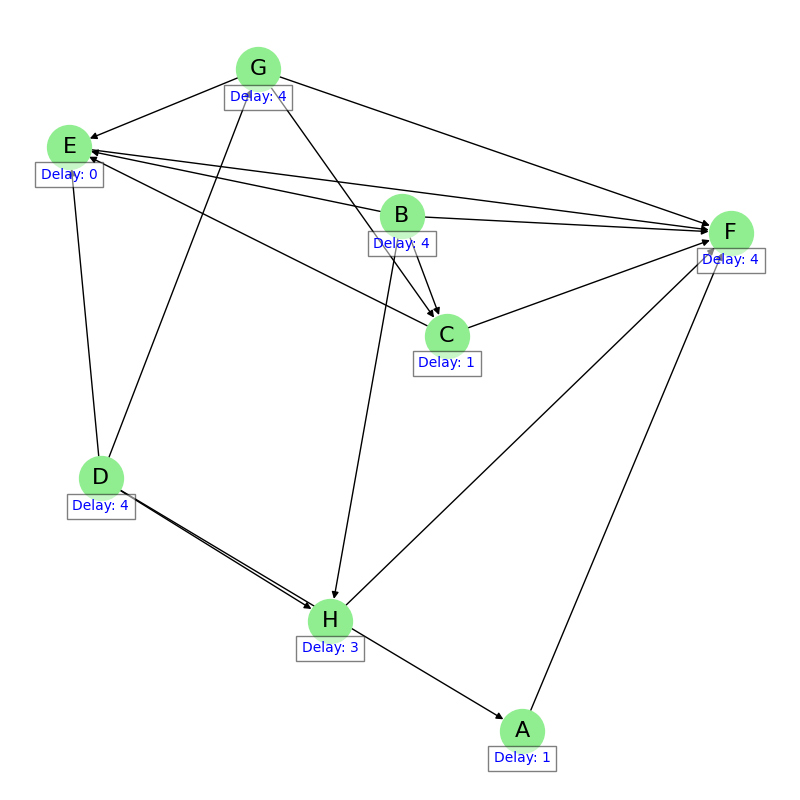 G
Delay: 4
E
Delay: 0
B
Delay: 4
F
Delay: 4
C
Delay: 1
D
Delay: 4
H
Delay: 3
A
Delay: 1